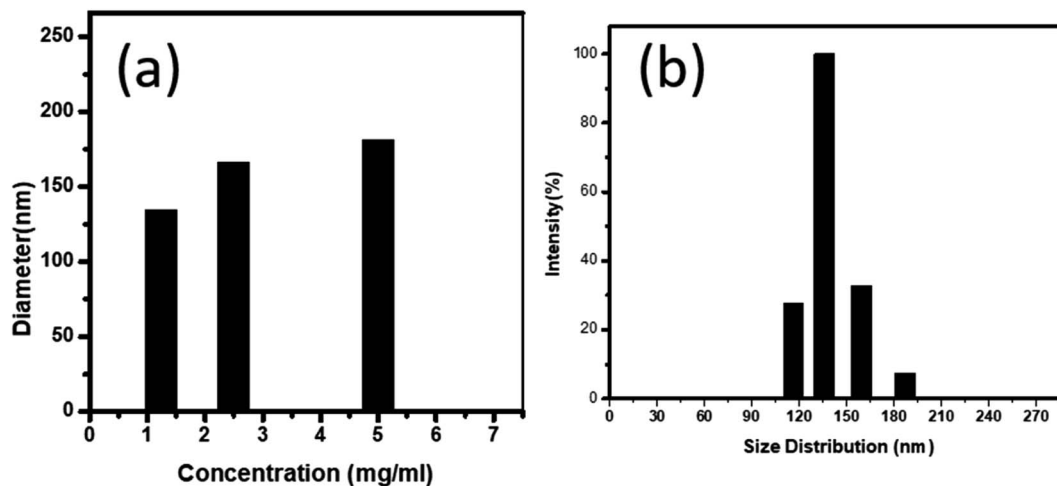 (a)
250
200
150
100
50
0
Diameter(nm)
0 1 2 3 4 5 6 7
Concentration (mg/ml)
(b)
100
80
60
40
20
0
Intensity(%)
0 30 60 90 120 150 180 210 240 270
Size Distribution (nm)